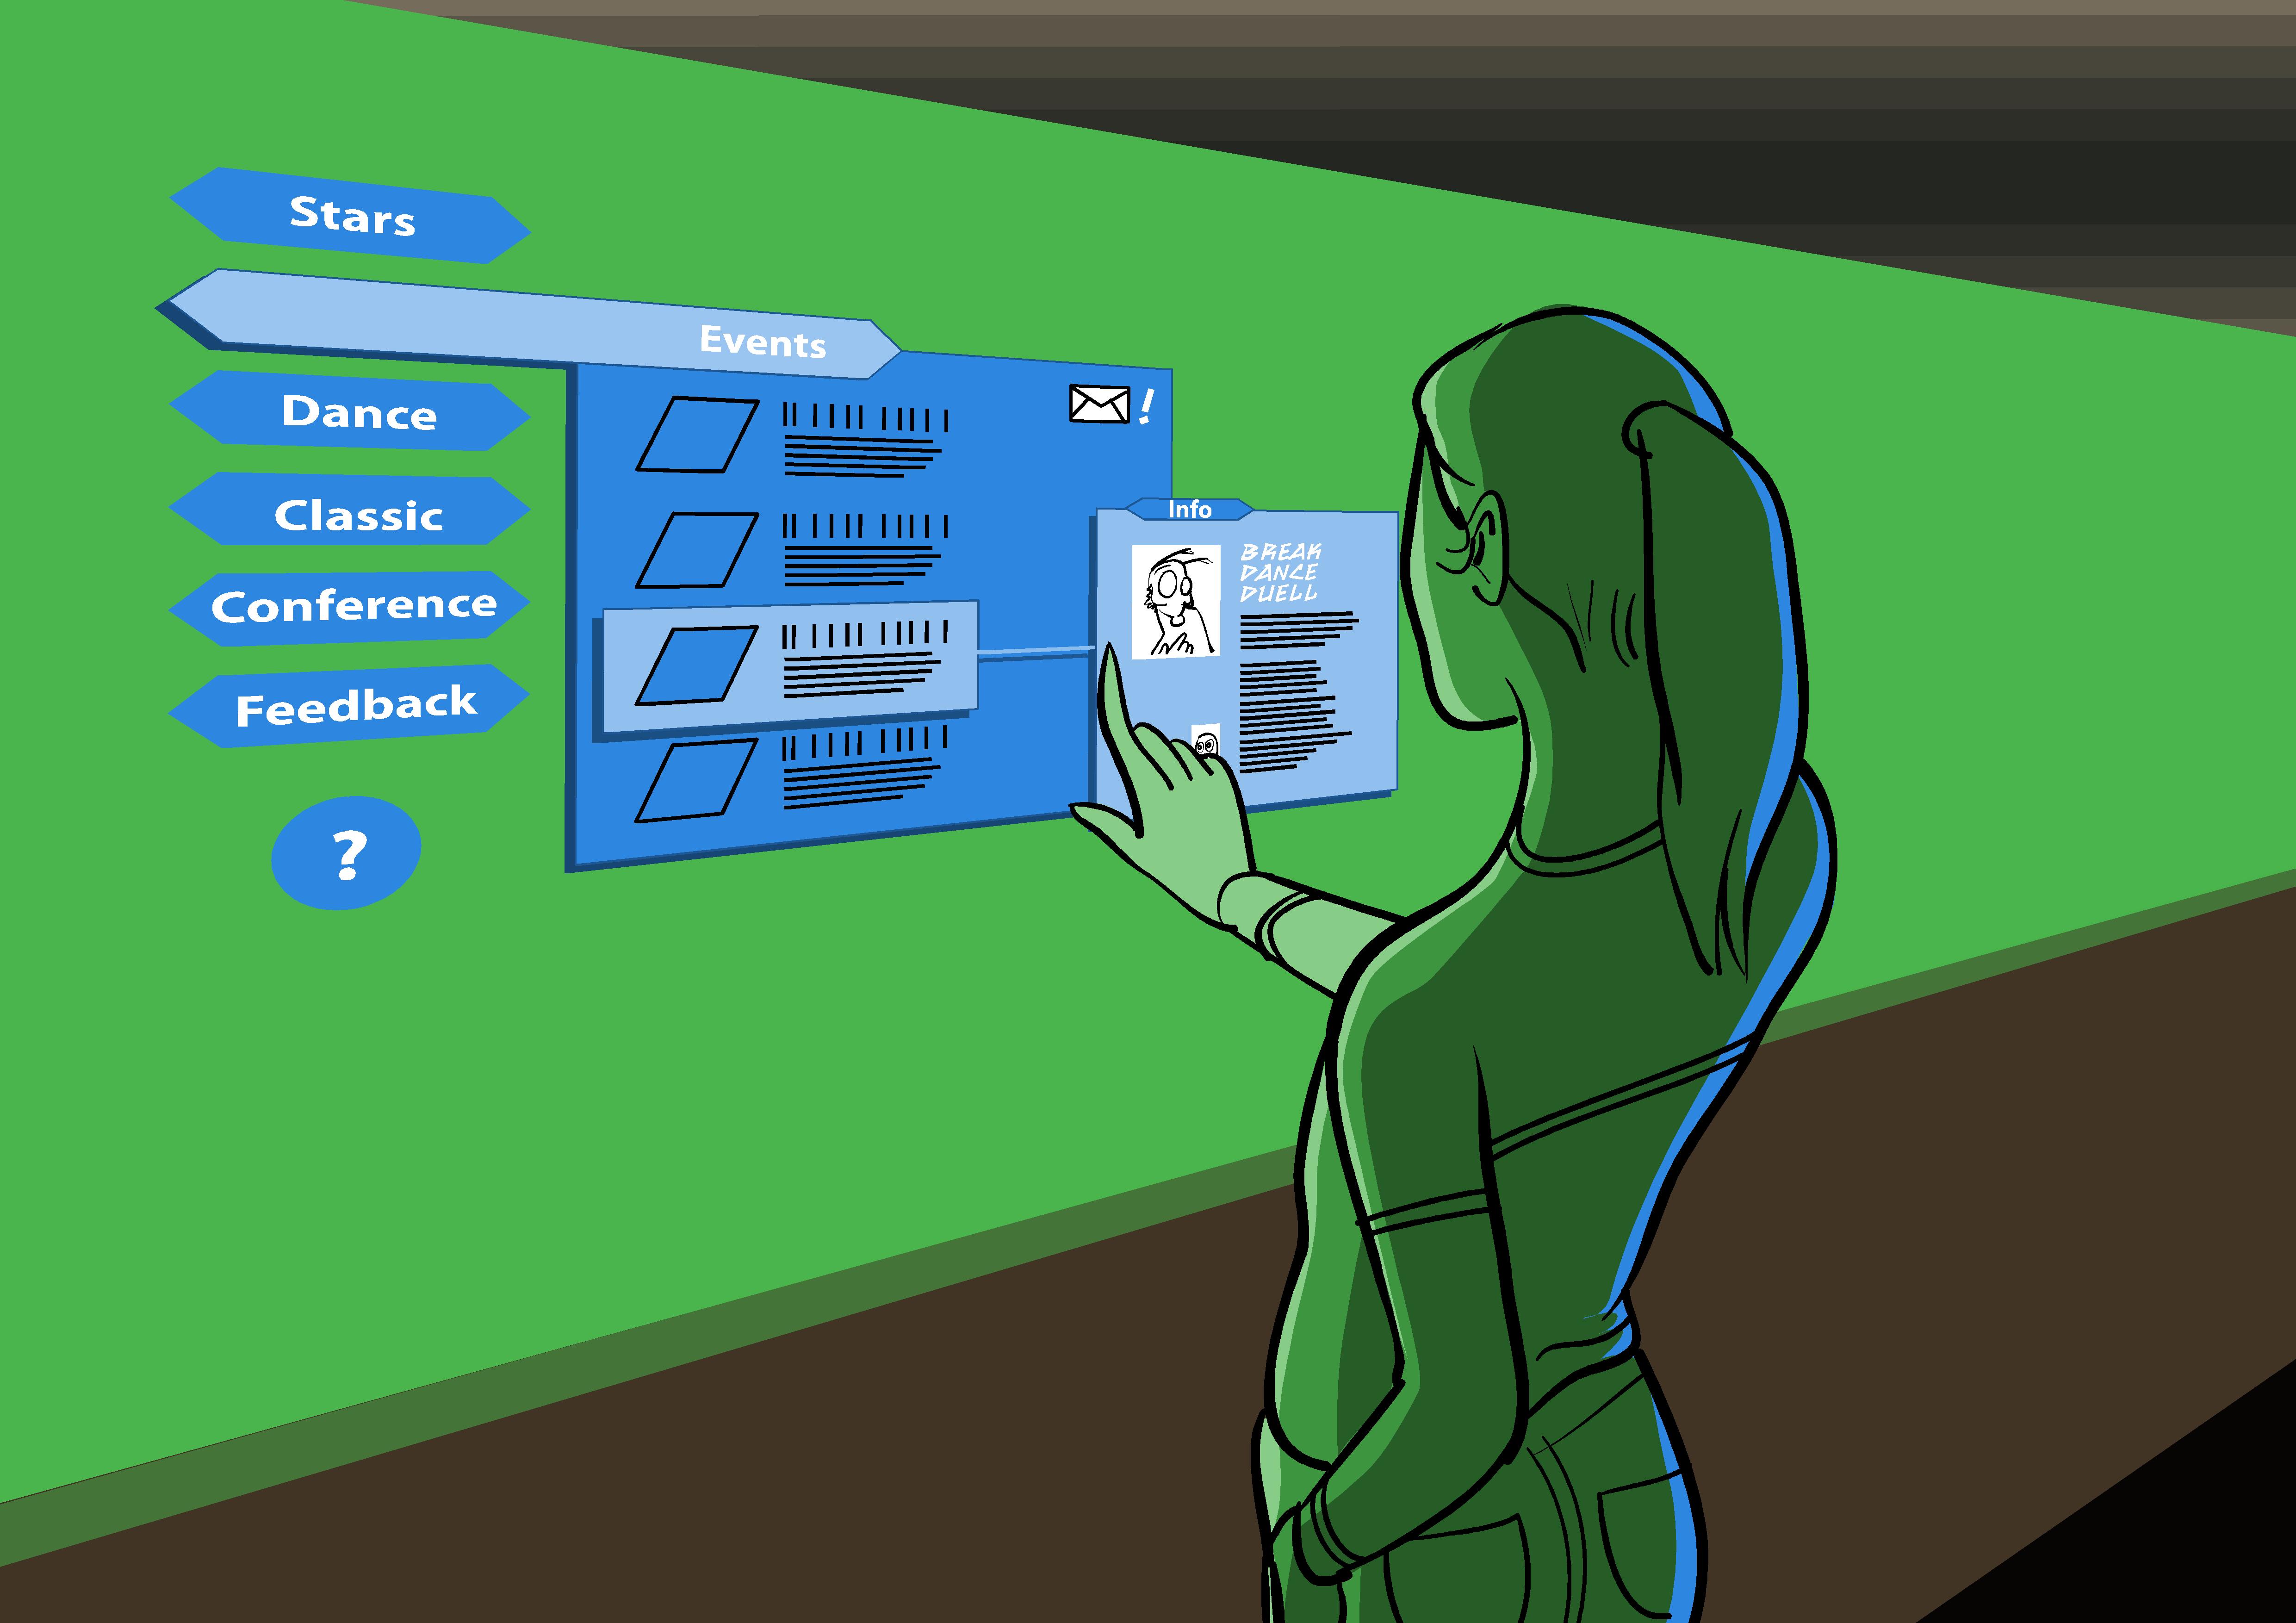 Stars
Events
Dance
Classic
Conference
Feedback
?
!
Info
BREAK
DANCE
DUELL